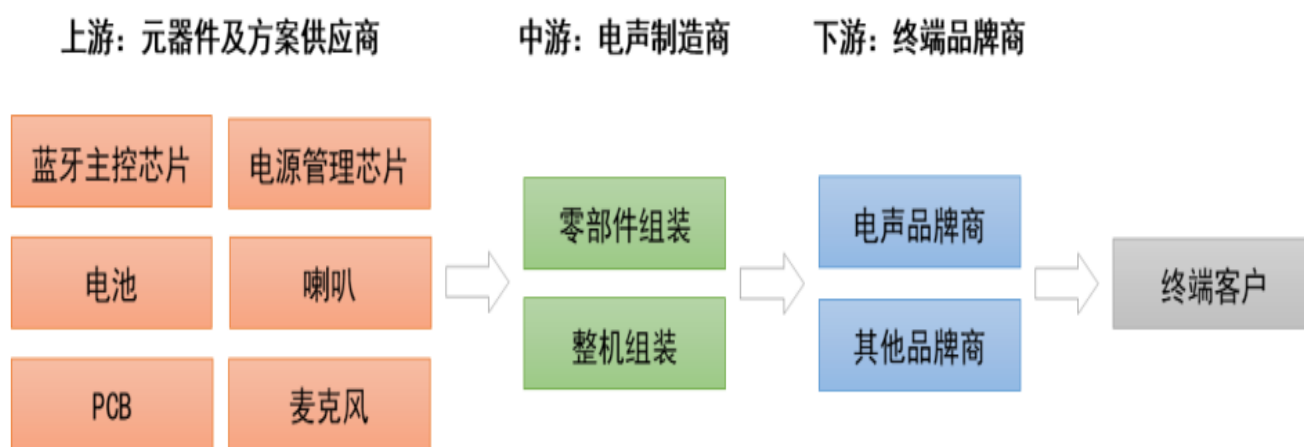 上游：元器件及方案供应商
中游：电声制造商
下游：终端品牌商
蓝牙主控芯片
电源管理芯片
电池
喇叭
PCB
麦克风
零部件组装
整机组装
电声品牌商
其他品牌商
终端客户